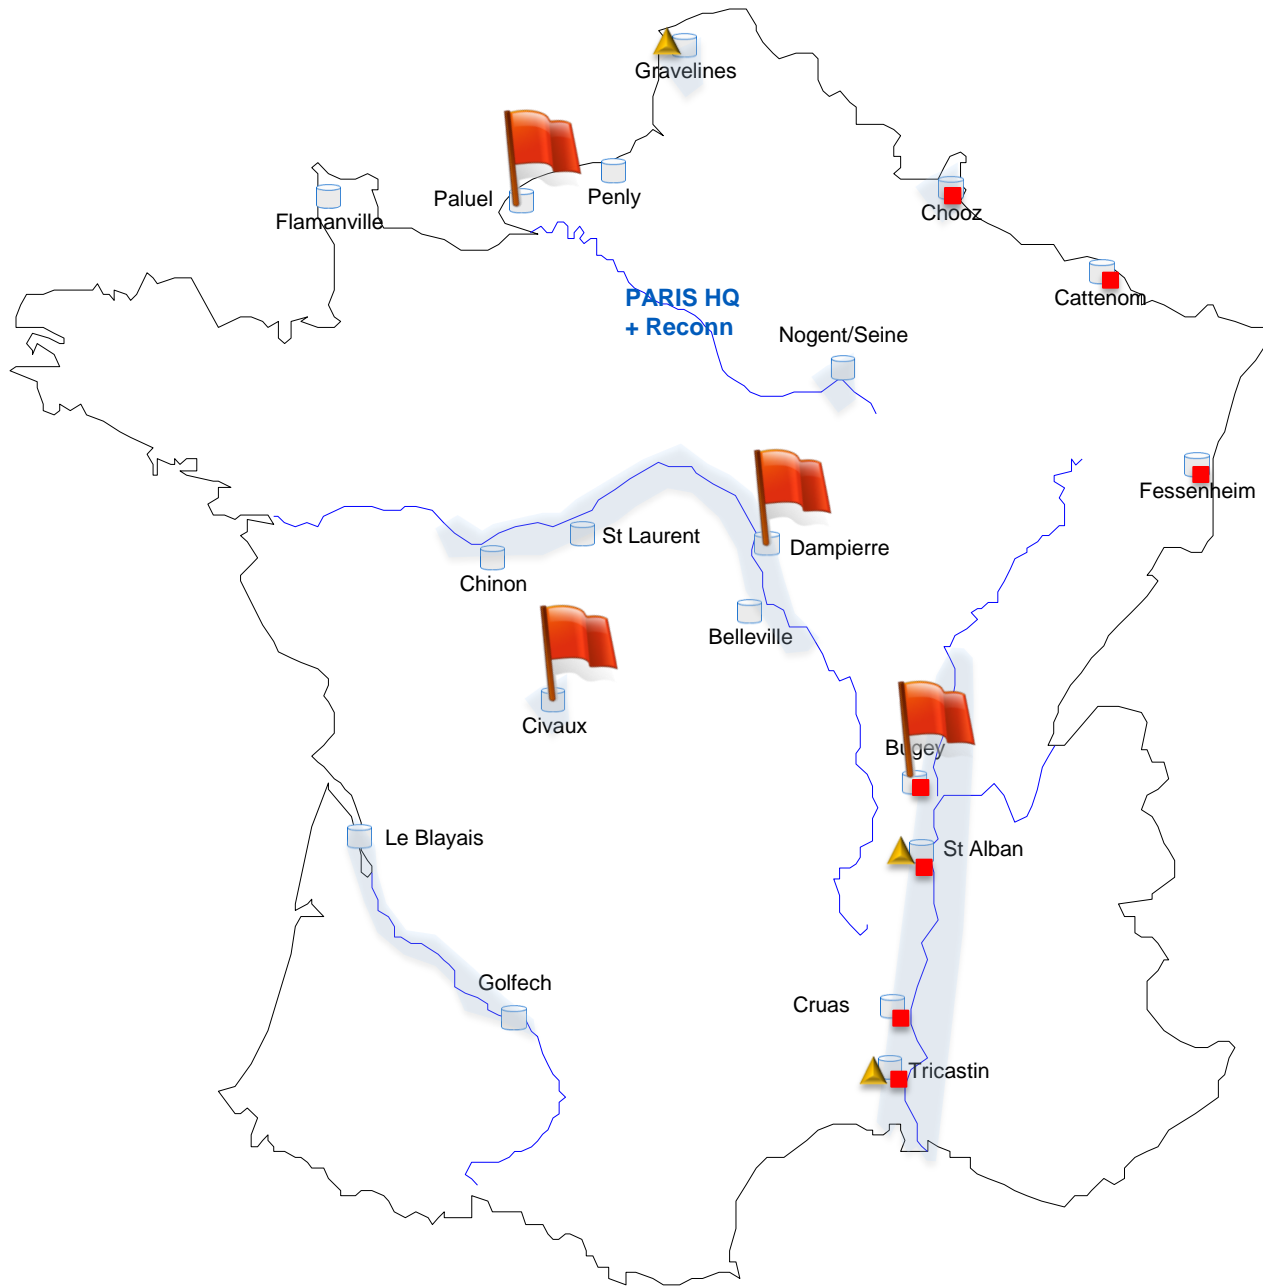 Gravelines
Paluel
Penly
Flamanville
Chooz
Cattenom
PARIS HQ
+ Reconn
Nogent/Seine
Fessenheim
St Laurent
Dampierre
Chinon
Belleville
Civaux
Bugey
Le Blayais
St Alban
Golfech
Cruas
Tricastin